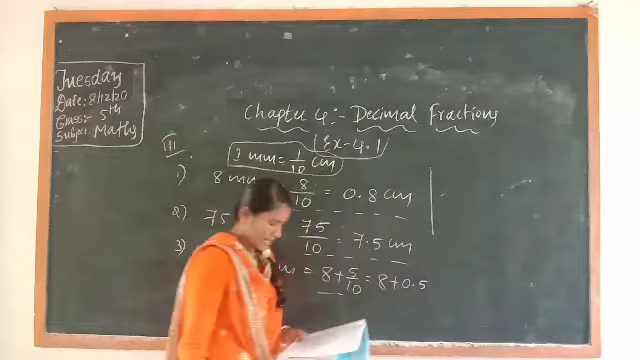 Tuesday
Date: 8/12/20
Class:- 5th
Subject: Maths
Chapter 4:- Decimal Fractions
Ex-4.1
III
1 mm = 1/10 cm
1) 8 mm 8/10 = 0.8 cm
2) 75 75/10 = 7.5 cm
3) = 8 + 5/10 = 8 + 0.5